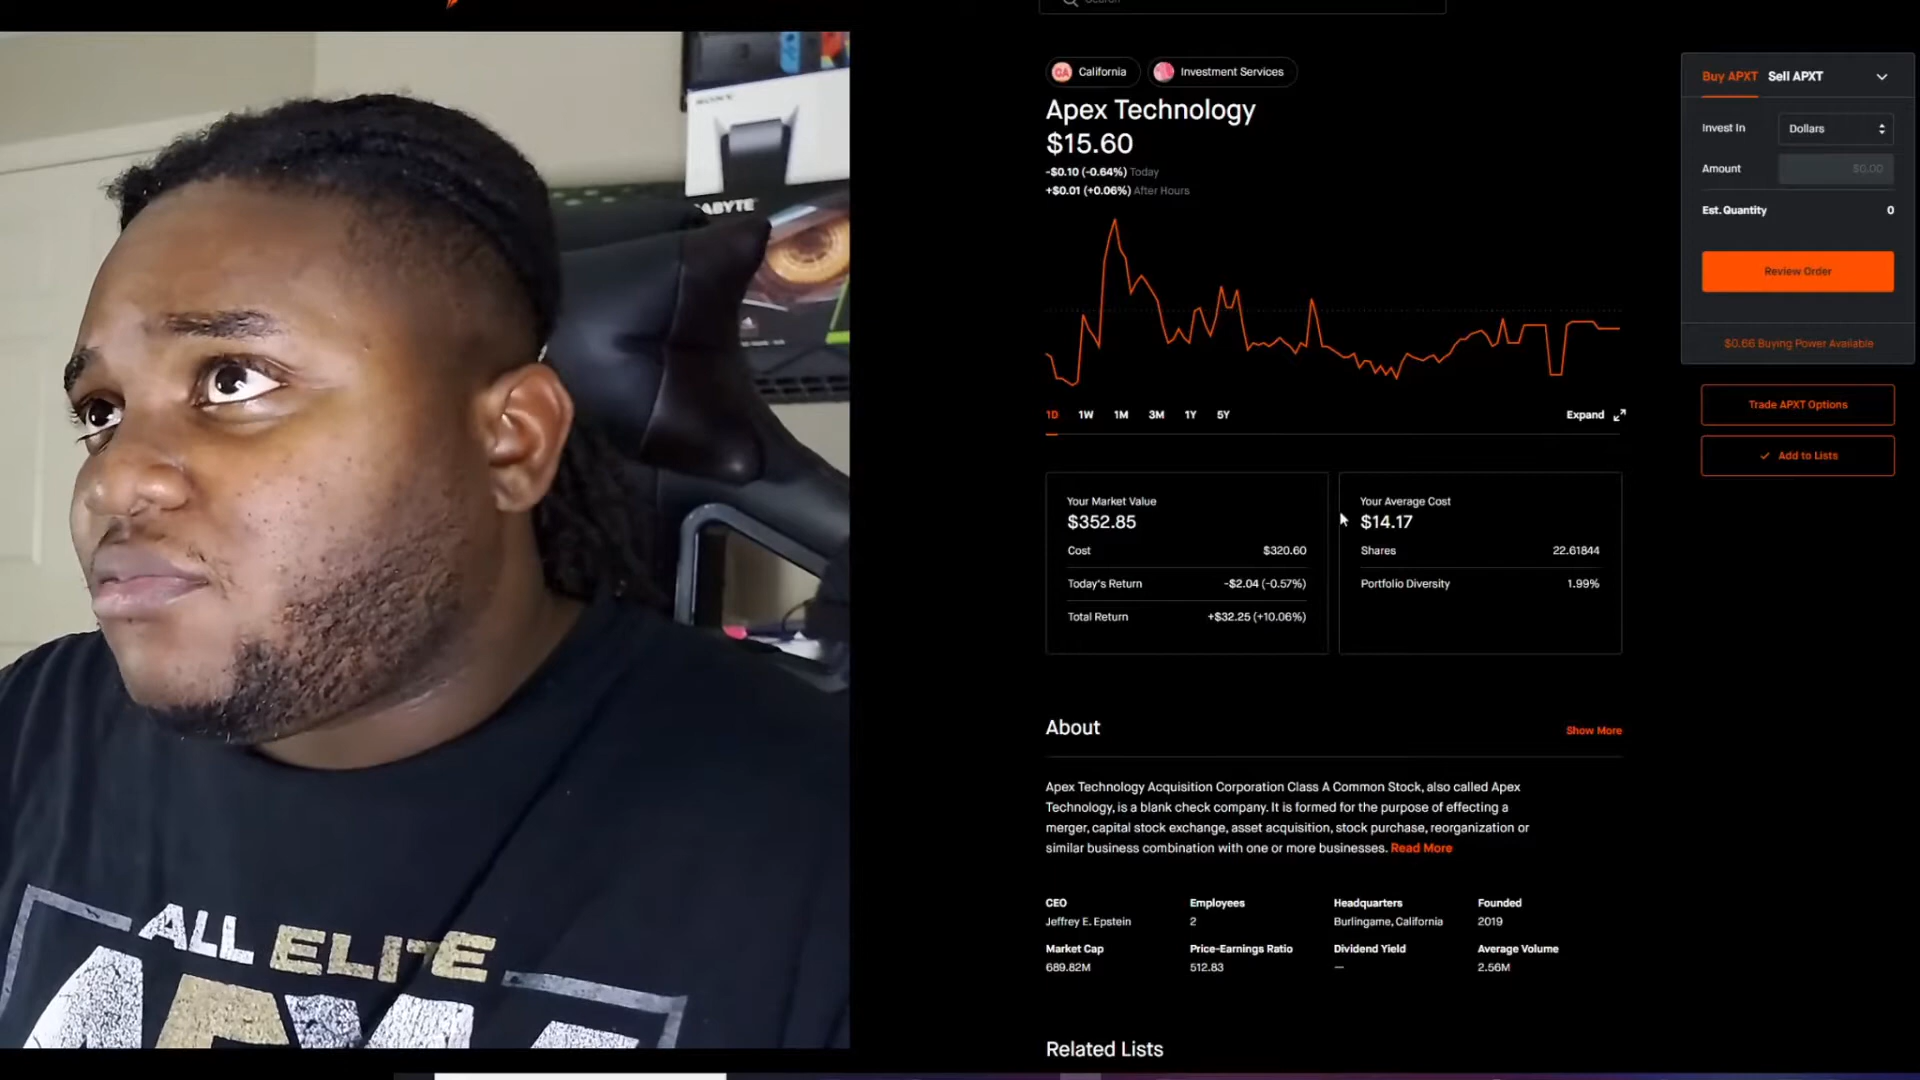 Search
SONY
ABYTE
ALL ELITE
CA California
Investment Services
Apex Technology
$15.60
-$0.10 (-0.64%) Today
+$0.01 (+0.06%) After Hours
1D 1W 1M 3M 1Y 5Y
Expand
Your Market Value
$352.85
Cost $320.60
Today's Return -$2.04 (-0.57%)
Total Return +$32.25 (+10.06%)
Your Average Cost
$14.17
Shares 22.61844
Portfolio Diversity 1.99%
About
Show More
Apex Technology Acquisition Corporation Class A Common Stock, also called Apex
Technology, is a blank check company. It is formed for the purpose of effecting a
merger, capital stock exchange, asset acquisition, stock purchase, reorganization or
similar business combination with one or more businesses. Read More
CEO Employees Headquarters Founded
Jeffrey E. Epstein 2 Burlingame, California 2019
Market Cap Price-Earnings Ratio Dividend Yield Average Volume
689.82M 512.83 — 2.56M
Related Lists
Buy APXT Sell APXT
Invest In Dollars
Amount $0.00
Est. Quantity 0
Review Order
$0.66 Buying Power Available
Trade APXT Options
Add to Lists